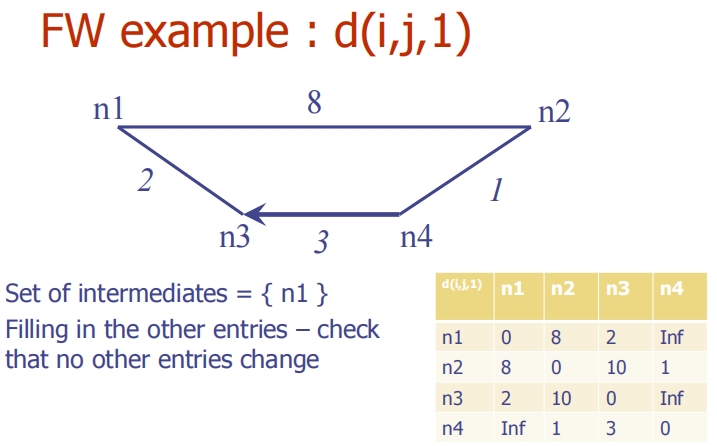 FW example : d(i,j,1)
n1
8
n2
2
1
n3
3
n4
Set of intermediates = { n1 }
Filling in the other entries – check
that no other entries change
d(i,j,1) n1 n2 n3 n4
n1 0 8 2 Inf
n2 8 0 10 1
n3 2 10 0 Inf
n4 Inf 1 3 0